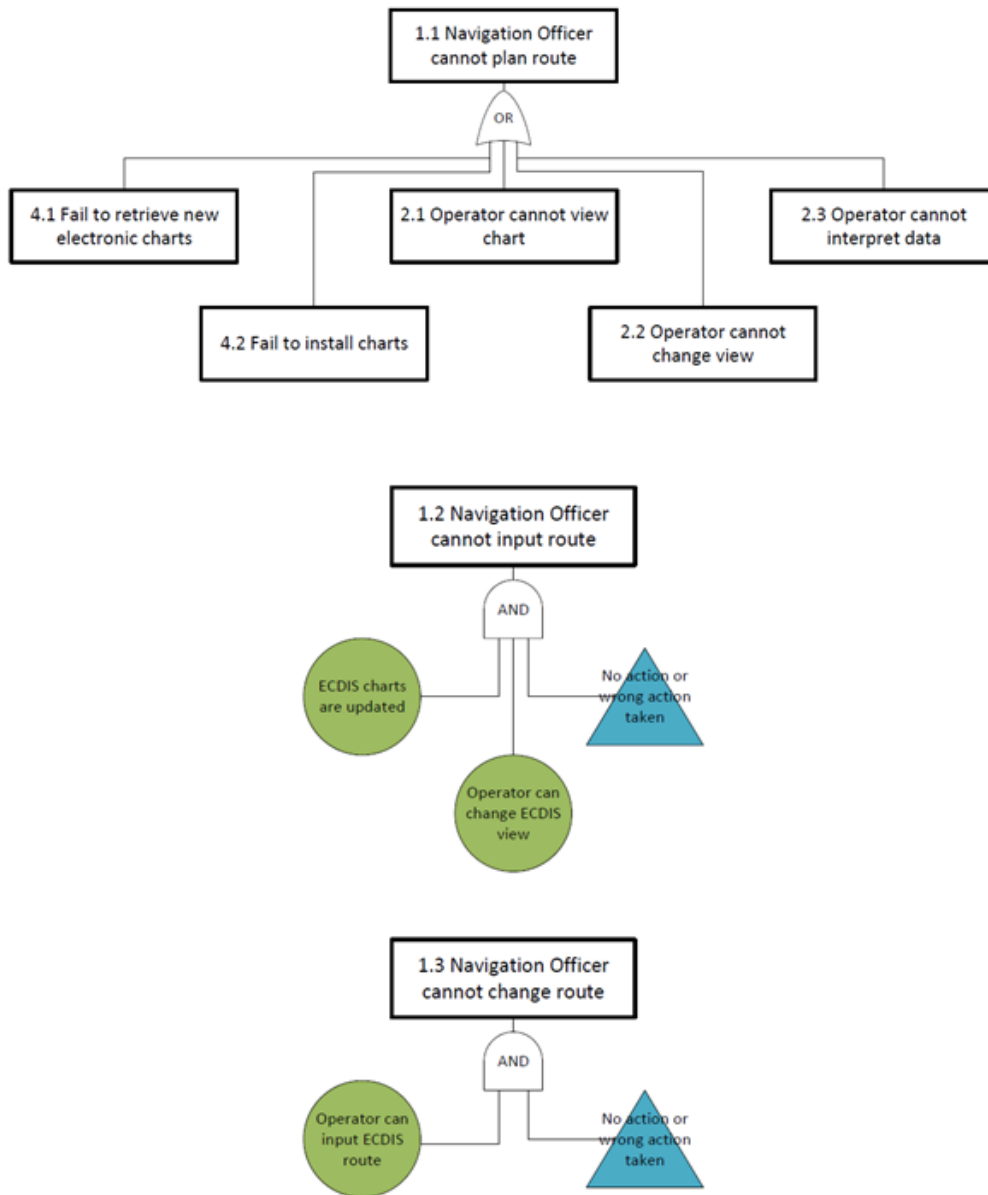 1.1 Navigation Officer
cannot plan route
OR
4.1 Fail to retrieve new
electronic charts
2.1 Operator cannot view
chart
2.3 Operator cannot
interpret data
4.2 Fail to install charts
2.2 Operator cannot
change view
1.2 Navigation Officer
cannot input route
AND
ECDIS charts
are updated
No action or
wrong action
taken
Operator can
change ECDIS
view
1.3 Navigation Officer
cannot change route
AND
Operator can
input ECDIS
route
No action or
wrong action
taken